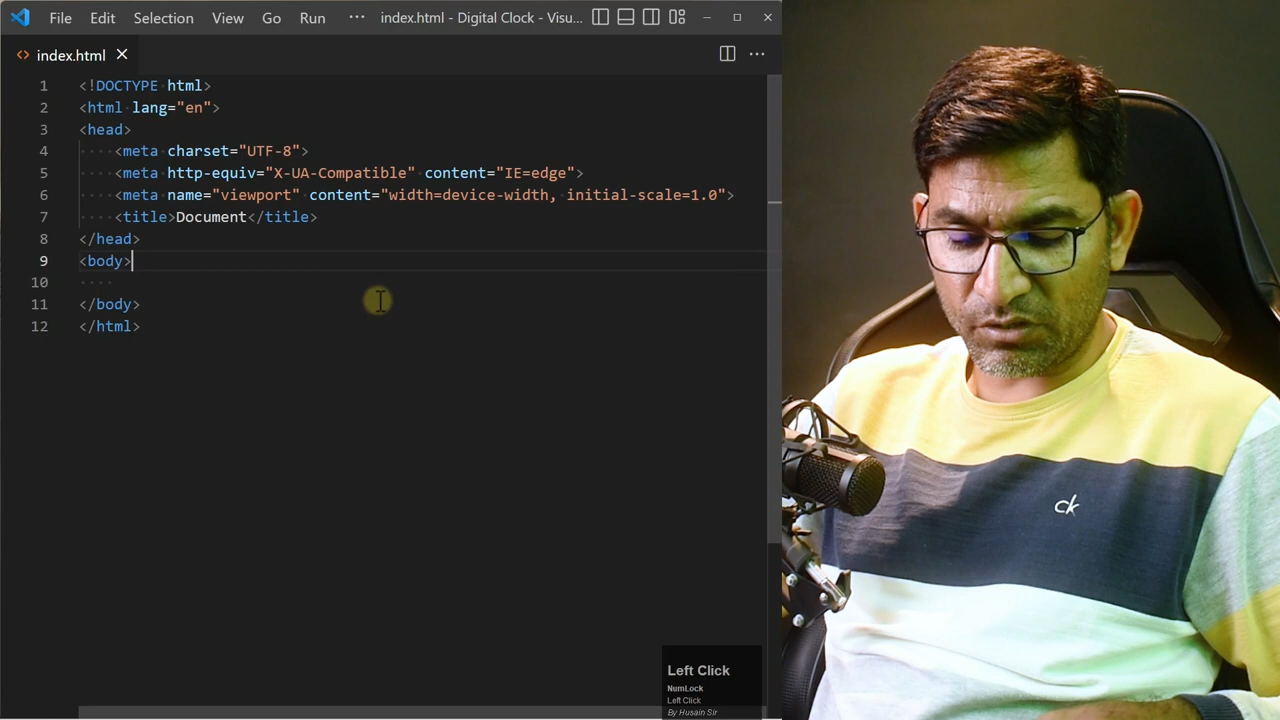 File Edit Selection View Go Run ··· index.html - Digital Clock - Visu...
index.html
1 <!DOCTYPE html>
2 <html lang="en">
3 <head>
4 <meta charset="UTF-8">
5 <meta http-equiv="X-UA-Compatible" content="IE=edge">
6 <meta name="viewport" content="width=device-width, initial-scale=1.0">
7 <title>Document</title>
8 </head>
9 <body>
10
11 </body>
12 </html>
ck
Left Click
NumLock
Left Click
By Husain Sir